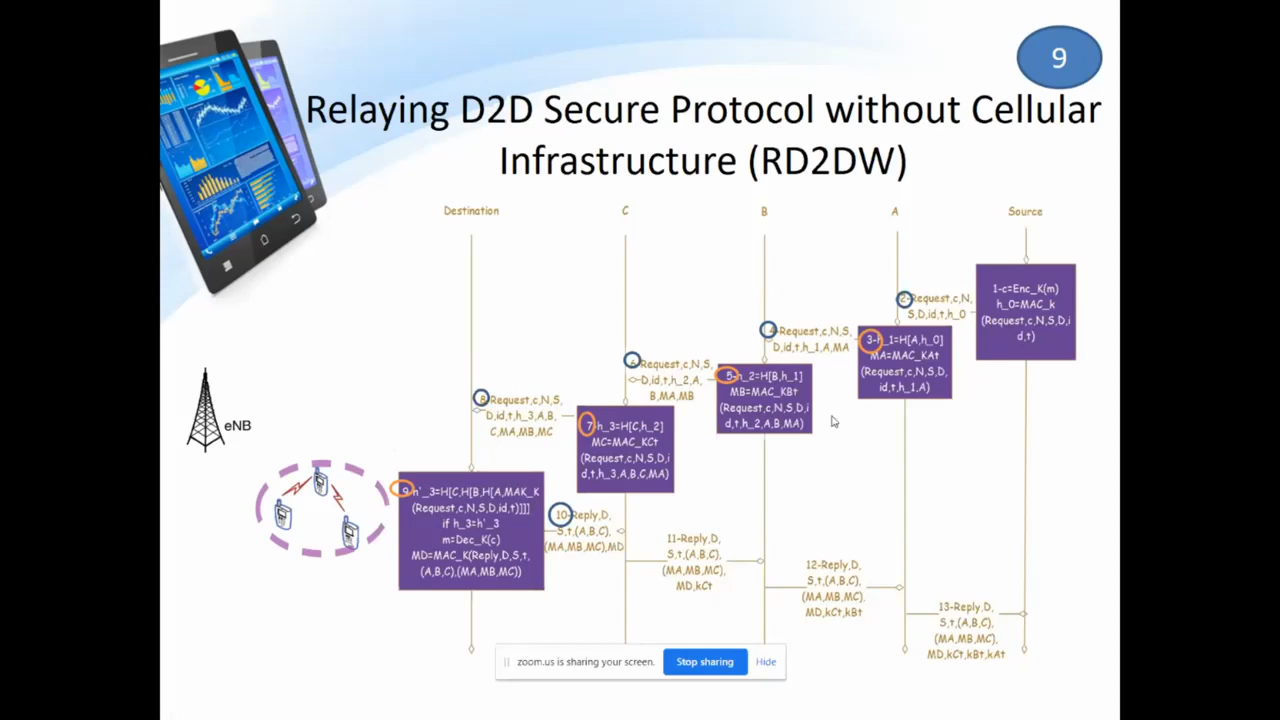 9
Relaying D2D Secure Protocol without Cellular
Infrastructure (RD2DW)
Destination
C
B
A
Source
1-c=Enc_K(m)
h_0=MAC_k
(Request,c,N,S,D,i
d,t)
2-Request,c,N,
S,D,id,t,h_0
3-h_1=H[A,h_0]
MA=MAC_KAt
(Request,c,N,S,D,
id,t,h_1,A)
4-Request,c,N,S,
D,id,t,h_1,A,MA
5-h_2=H[B,h_1]
MB=MAC_KBt
(Request,c,N,S,D,i
d,t,h_2,A,B,MA)
6-Request,c,N,S,
D,id,t,h_2,A,
B,MA,MB
7-h_3=H[C,h_2]
MC=MAC_KCt
(Request,c,N,S,D,i
d,t,h_3,A,B,C,MA)
8-Request,c,N,S,
D,id,t,h_3,A,B,
C,MA,MB,MC
9-h'_3=H[C,H[B,H[A,MAK_K
(Request,c,N,S,D,id,t)]]]
if h_3=h'_3
m=Dec_K(c)
MD=MAC_K(Reply,D,S,t,
(A,B,C),(MA,MB,MC))
10-Reply,D,
S,t,(A,B,C),
(MA,MB,MC),MD
11-Reply,D,
S,t,(A,B,C),
(MA,MB,MC),
MD,kCt
12-Reply,D,
S,t,(A,B,C),
(MA,MB,MC),
MD,kCt,kBt
13-Reply,D,
S,t,(A,B,C),
(MA,MB,MC),
MD,kCt,kBt,kAt
eNB
zoom.us is sharing your screen.
Stop sharing
Hide